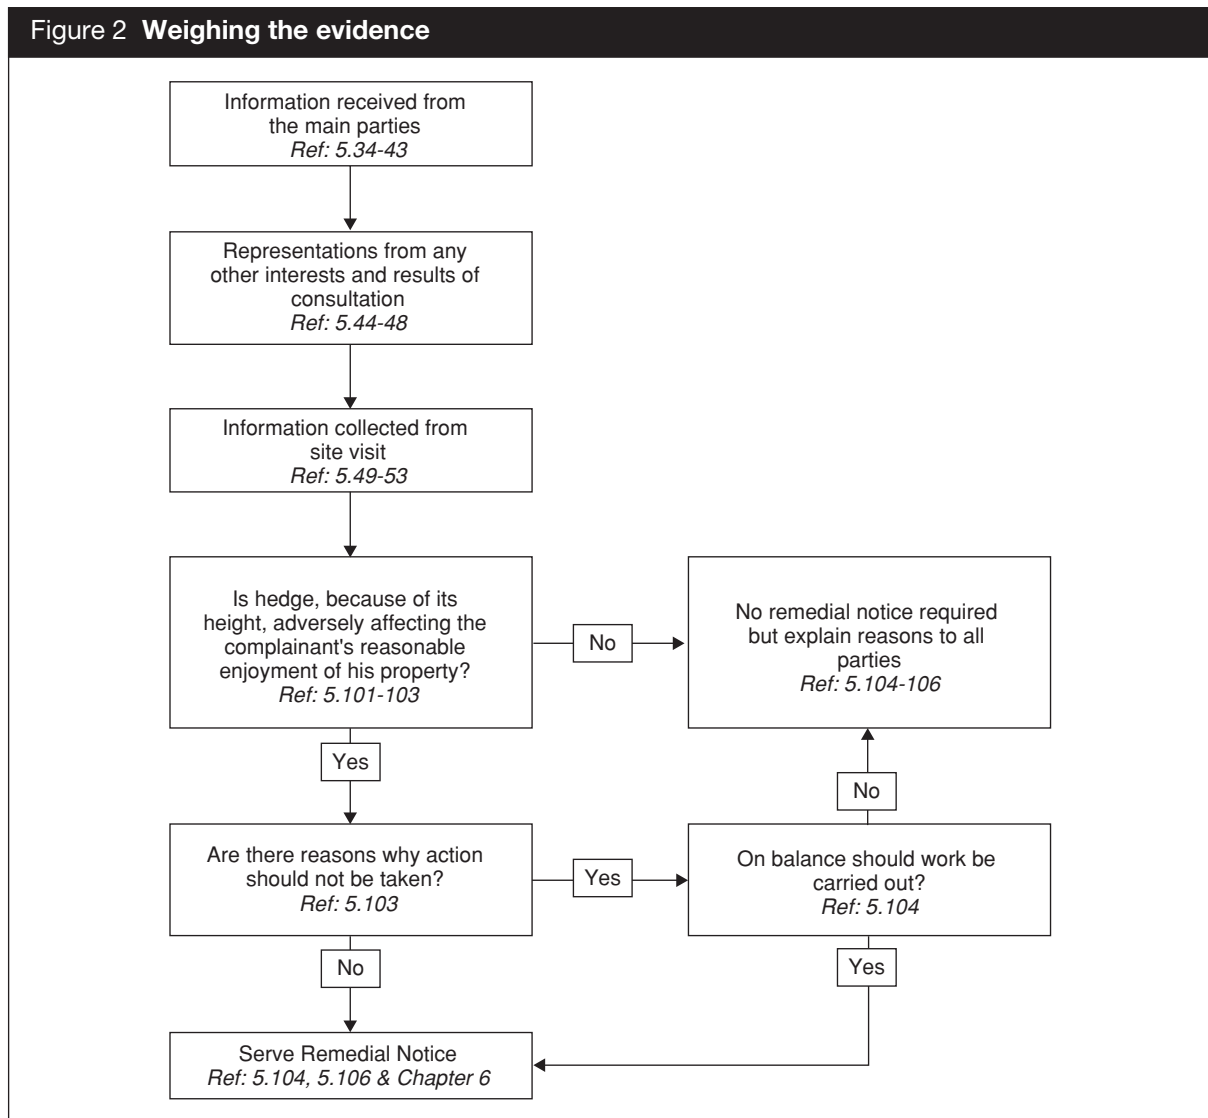 Figure 2 Weighing the evidence
Information received from
the main parties
Ref: 5.34-43
Representations from any
other interests and results of
consultation
Ref: 5.44-48
Information collected from
site visit
Ref: 5.49-53
Is hedge, because of its
height, adversely affecting the
complainant's reasonable
enjoyment of his property?
Ref: 5.101-103
No
No remedial notice required
but explain reasons to all
parties
Ref: 5.104-106
Yes
No
Are there reasons why action
should not be taken?
Ref: 5.103
Yes
On balance should work be
carried out?
Ref: 5.104
No
Yes
Serve Remedial Notice
Ref: 5.104, 5.106 & Chapter 6